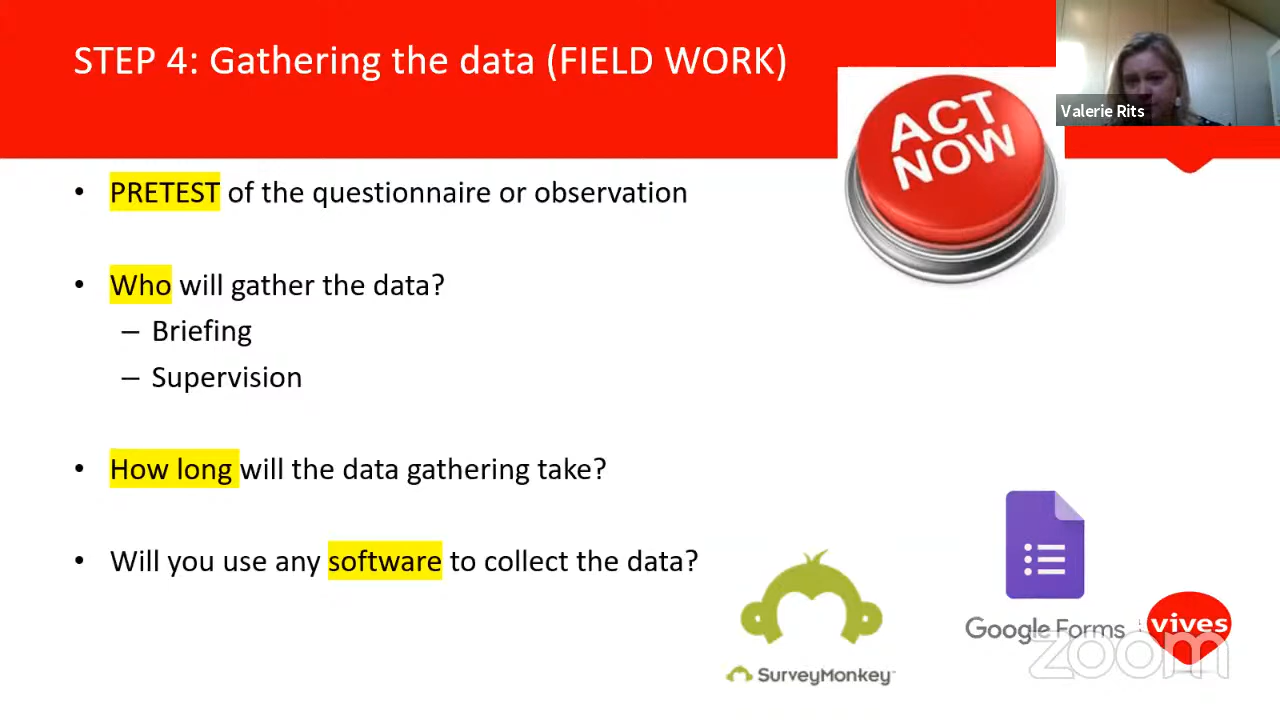 STEP 4: Gathering the data (FIELD WORK)
ACT
NOW
Valerie Rits
• PRETEST of the questionnaire or observation
• Who will gather the data?
– Briefing
– Supervision
• How long will the data gathering take?
• Will you use any software to collect the data?
SurveyMonkey
Google Forms
vives
zoom